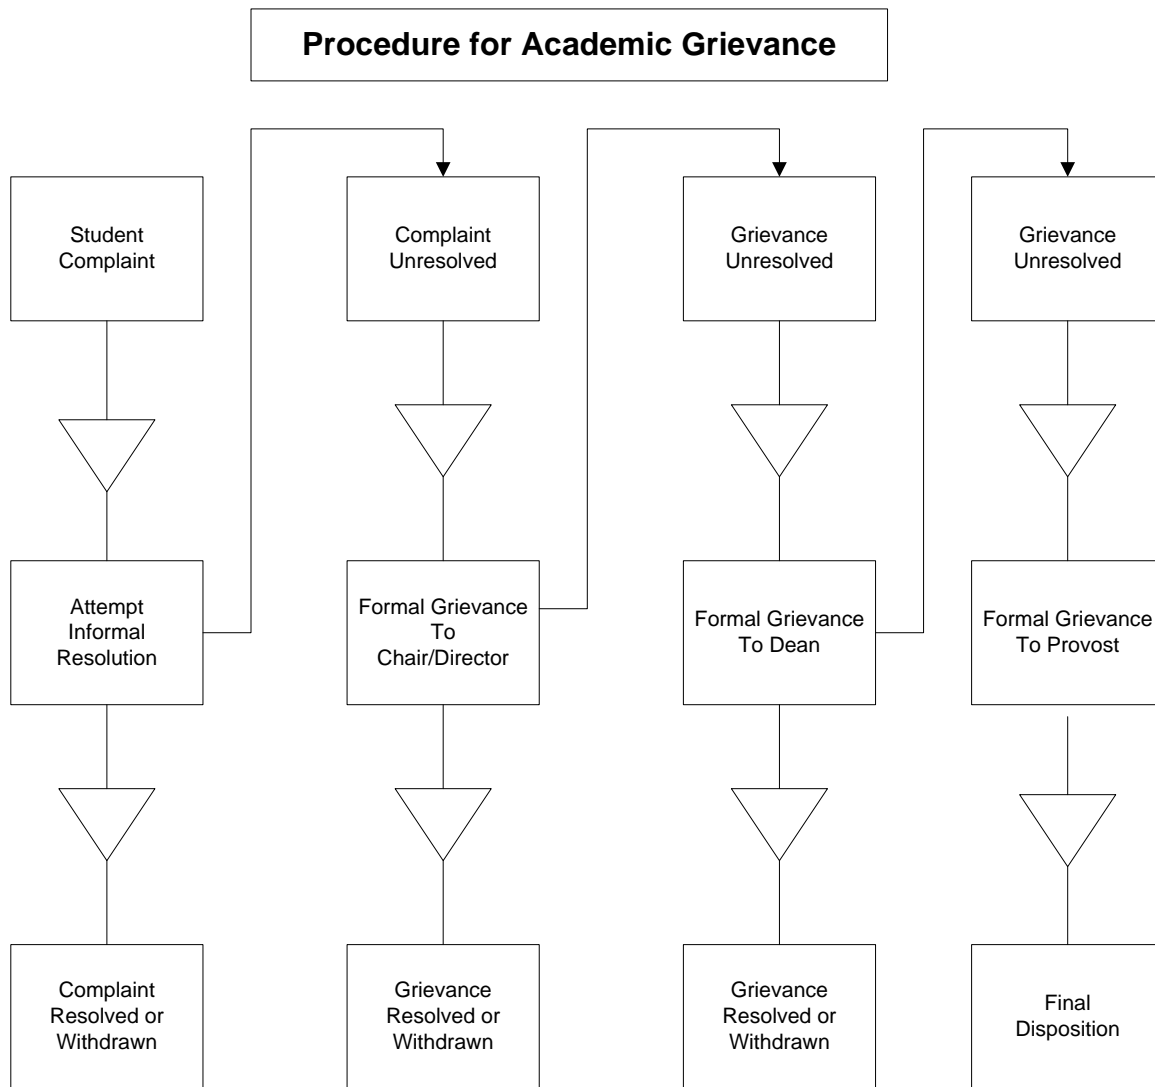 Procedure for Academic Grievance
Student
Complaint
Complaint
Unresolved
Grievance
Unresolved
Grievance
Unresolved
Attempt
Informal
Resolution
Formal Grievance
To
Chair/Director
Formal Grievance
To Dean
Formal Grievance
To Provost
Complaint
Resolved or
Withdrawn
Grievance
Resolved or
Withdrawn
Grievance
Resolved or
Withdrawn
Final
Disposition